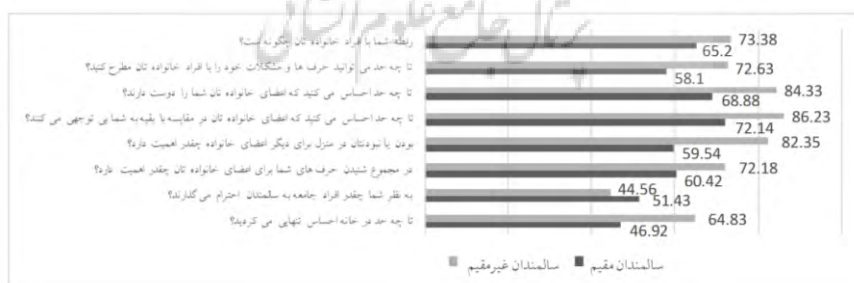 پرتال جامع علوم انسانی
رابطه شما با افراد خانواده تان چگونه است؟
73.38
65.2
تا چه حد می توانید حرف ها و مشکلات خود را با افراد خانواده تان مطرح کنید؟
72.63
58.1
تا چه حد احساس می کنید که اعضای خانواده تان شما را دوست دارند؟
84.33
68.88
تا چه حد احساس می کنید که اعضای خانواده تان در مقایسه با بقیه به شما بی توجهی می کنند؟
86.23
72.14
بودن یا نبودنتان در منزل برای دیگر اعضای خانواده چقدر اهمیت دارد؟
82.35
59.54
در مجموع شنیدن حرف های شما برای اعضای خانواده تان چقدر اهمیت دارد؟
72.18
60.42
به نظر شما چقدر افراد جامعه به سالمندان احترام می گذارند؟
44.56
51.43
تا چه حد در خانه احساس تنهایی می کردید؟
64.83
46.92
سالمندان مقیم سالمندان غیرمقیم